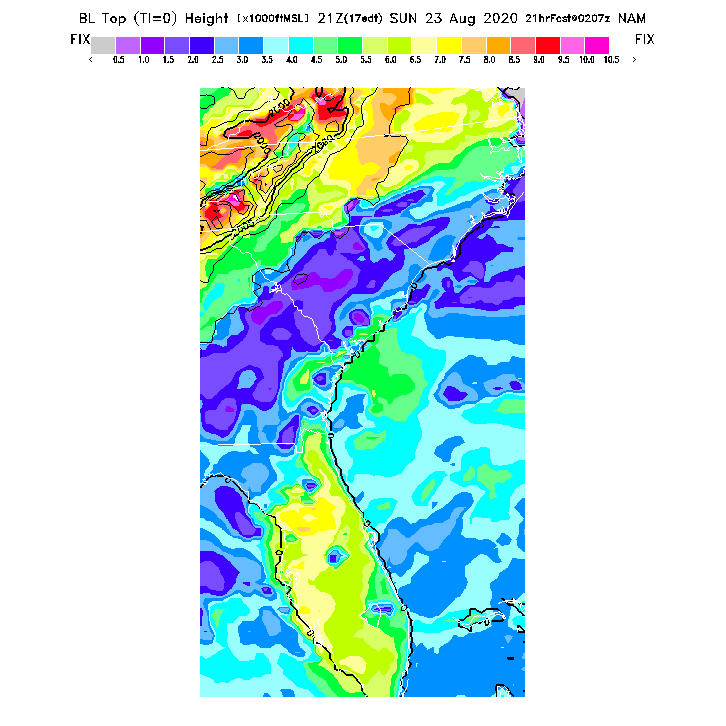 BL Top (TI=0) Height [x1000ftMSL] 21Z(17edt) SUN 23 Aug 2020 21hrFcst@0207z NAM
FIX FIX
< 0.5 1.0 1.5 2.0 2.5 3.0 3.5 4.0 4.5 5.0 5.5 6.0 6.5 7.0 7.5 8.0 8.5 9.0 9.5 10.0 10.5 >
2000
2000
2000